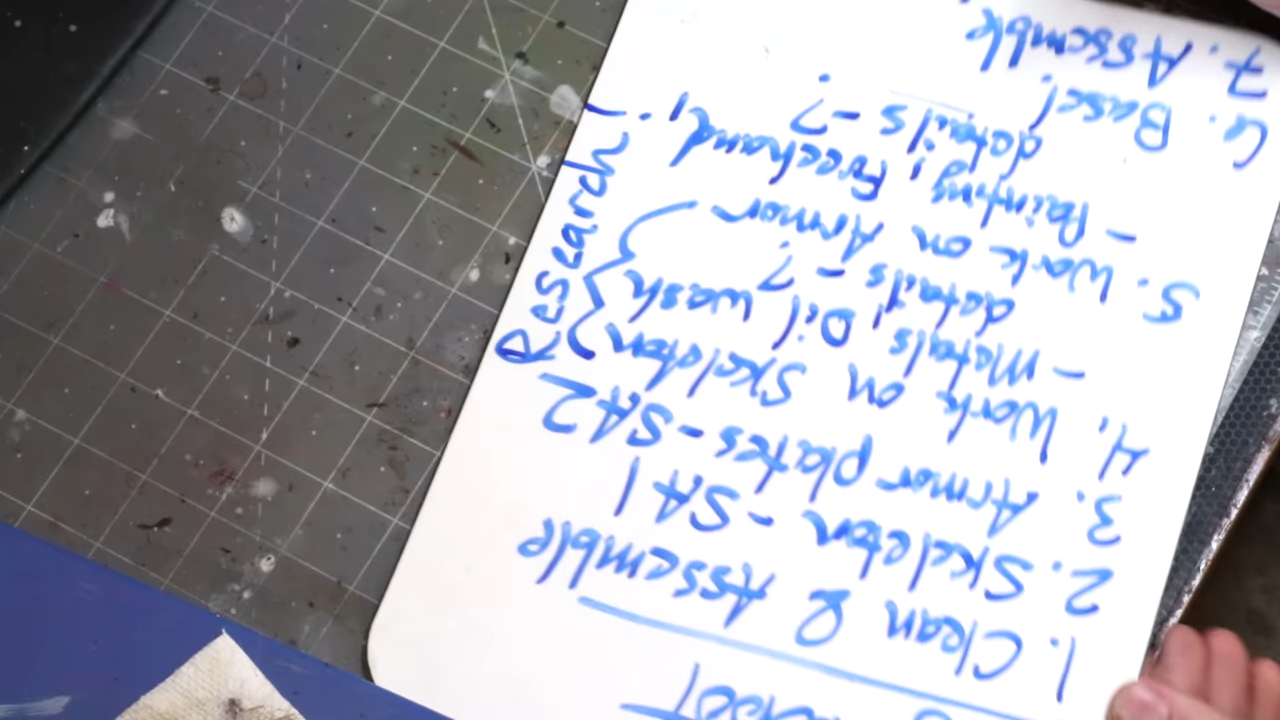 1. Clean & Assemble
2. Skeleton - SA1
3. Armor plates - SA2
4. Work on Skeleton
- Metals, Oil wash
details - ?
5. Work on Armor
- Painting, Freehand,
details - ?
6. Base!
7. Assemble
Research!